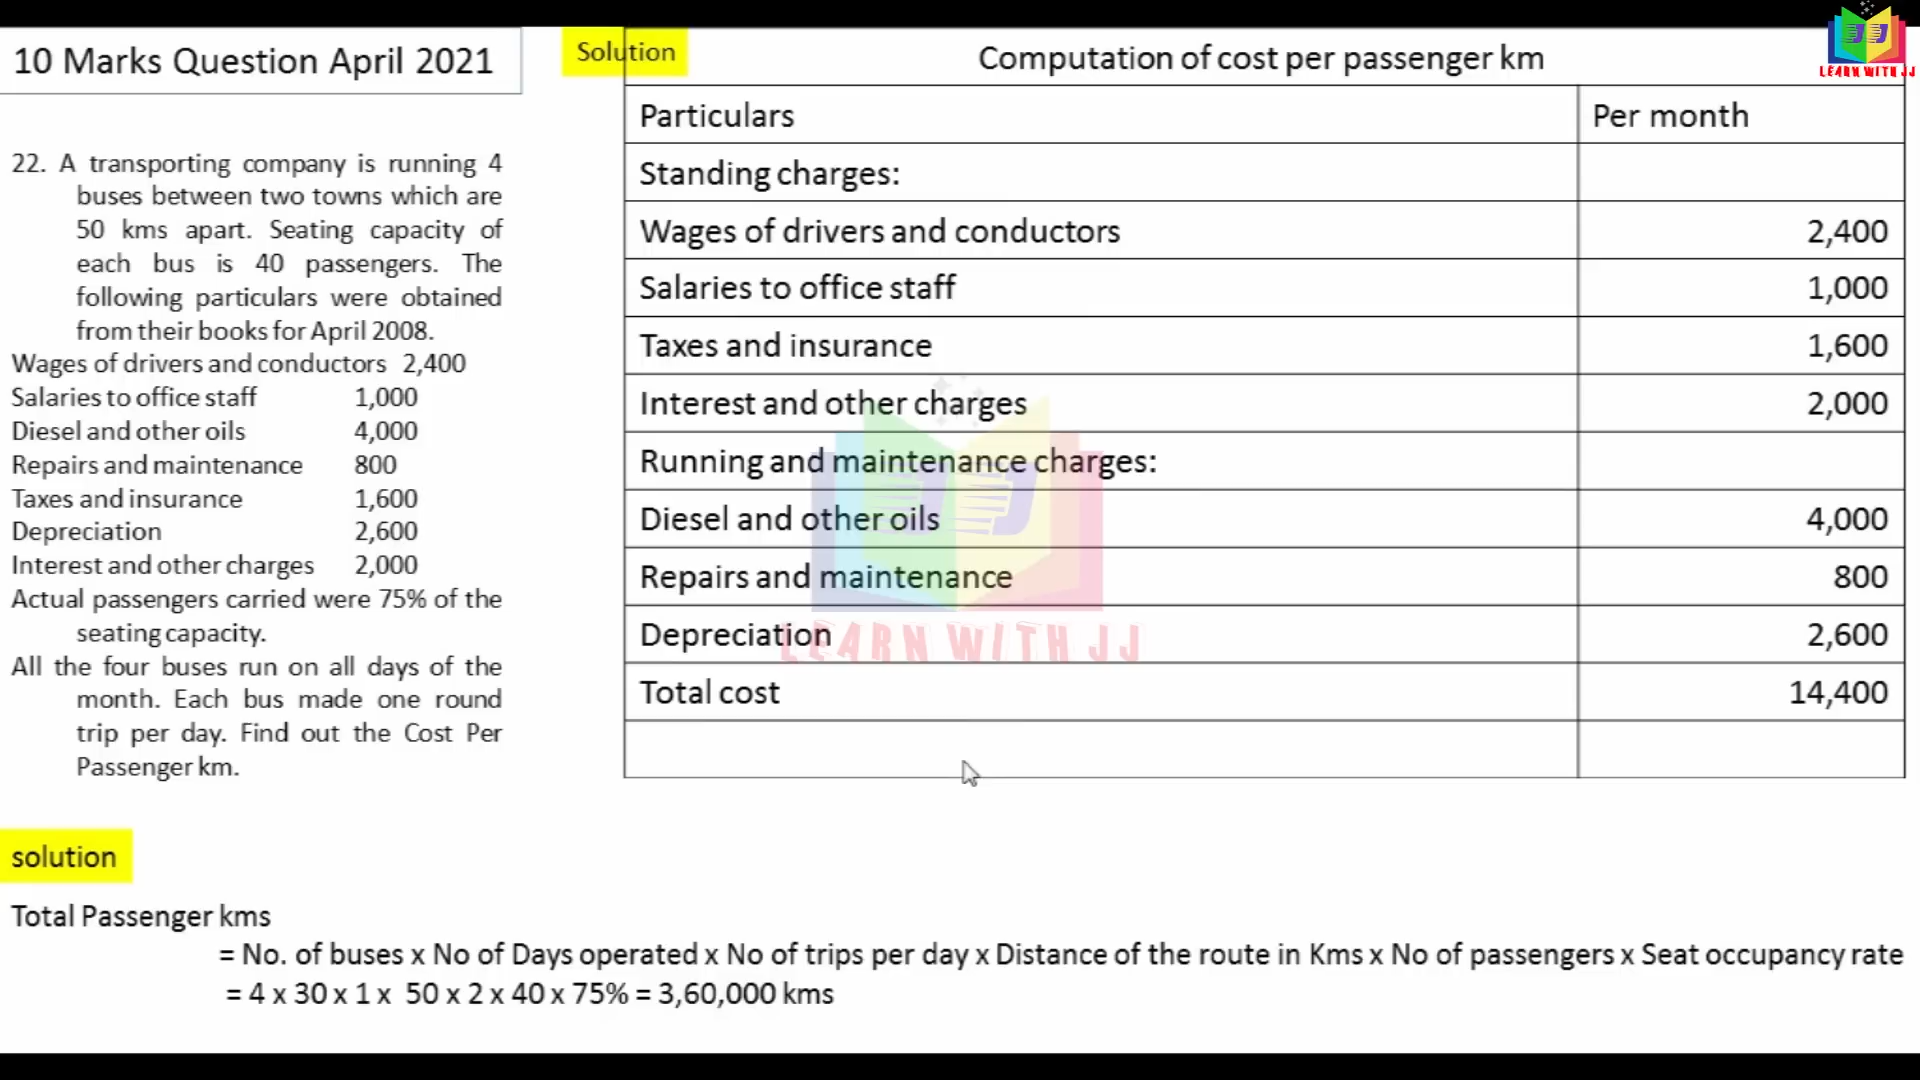 10 Marks Question April 2021
22. A transporting company is running 4
buses between two towns which are
50 kms apart. Seating capacity of
each bus is 40 passengers. The
following particulars were obtained
from their books for April 2008.
Wages of drivers and conductors 2,400
Salaries to office staff 1,000
Diesel and other oils 4,000
Repairs and maintenance 800
Taxes and insurance 1,600
Depreciation 2,600
Interest and other charges 2,000
Actual passengers carried were 75% of the
seating capacity.
All the four buses run on all days of the
month. Each bus made one round
trip per day. Find out the Cost Per
Passenger km.
Solution
Computation of cost per passenger km
Particulars Per month
Standing charges:
Wages of drivers and conductors 2,400
Salaries to office staff 1,000
Taxes and insurance 1,600
Interest and other charges 2,000
Running and maintenance charges:
Diesel and other oils 4,000
Repairs and maintenance 800
Depreciation 2,600
Total cost 14,400
JJ
LEARN WITH JJ
JJ
LEARN WITH JJ
solution
Total Passenger kms
= No. of buses x No of Days operated x No of trips per day x Distance of the route in Kms x No of passengers x Seat occupancy rate
= 4 x 30 x 1 x 50 x 2 x 40 x 75% = 3,60,000 kms